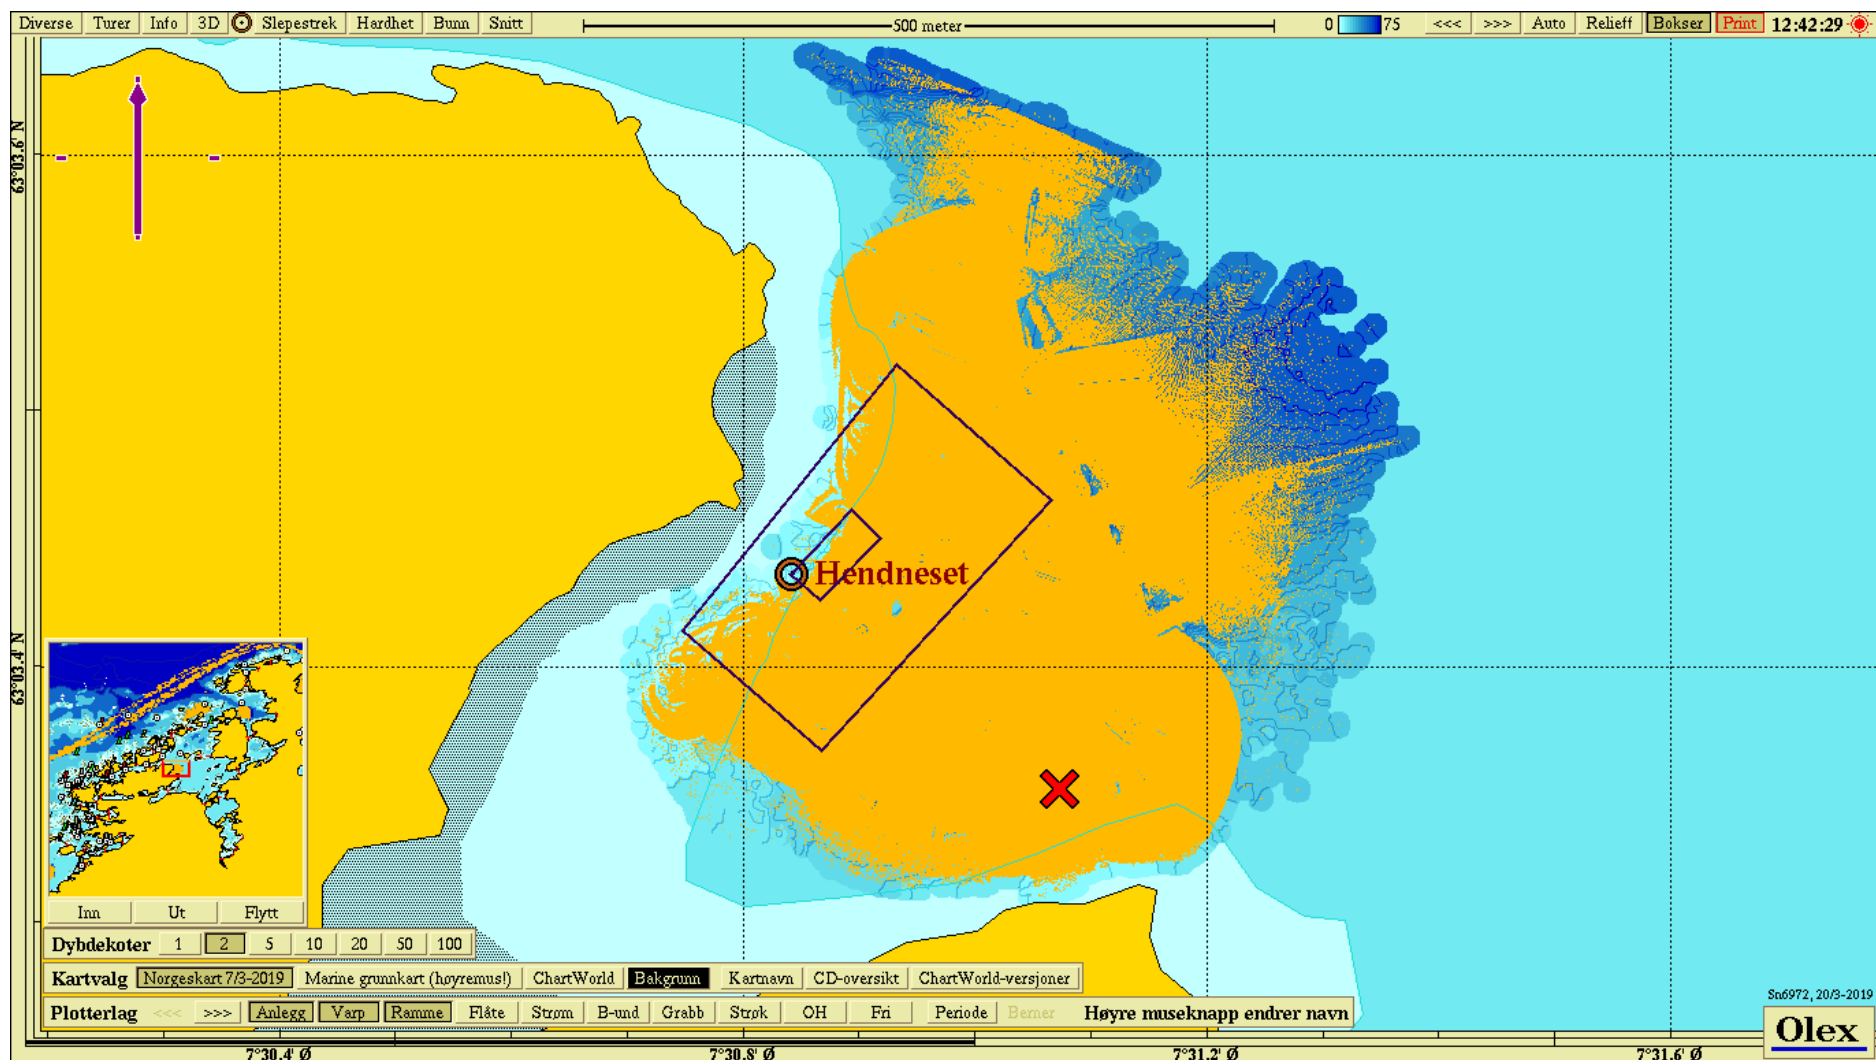 Diverse Turer Info 3D Slepestrek Hardhet Bunn Snitt 500 meter 0 75 <<< >>> Auto Relieff Bokser Print 12:42:29
63°03.6' N
Hendneset
63°03.4' N
Inn Ut Flytt
Dybdekoter 1 2 5 10 20 50 100
Kartvalg Norgeskart 7/3-2019 Marine grunnkart (høyremus!) ChartWorld Bakgrunn Kartnavn CD-oversikt ChartWorld-versjoner
Sn6972, 20/3-2019
Plotterlag <<< >>> Anlegg Varp Ramme Flåte Strøm B-und Grabb Strøk OH Fri Periode Berner Høyre museknapp endrer navn
Olex
7°30.4' Ø 7°30.8' Ø 7°31.2' Ø 7°31.6' Ø